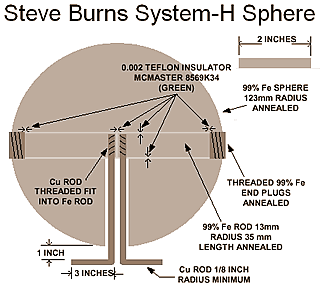 Steve Burns System-H Sphere
2 INCHES
0.002 TEFLON INSULATOR
MCMASTER 8569K34
(GREEN)
99% Fe SPHERE
123mm RADIUS
ANNEALED
Cu ROD
THREADED FIT
INTO Fe ROD
THREADED 99% Fe
END PLUGS
ANNEALED
99% Fe ROD 13mm
RADIUS 35 mm
LENGTH ANNEALED
1 INCH
3 INCHES
Cu ROD 1/8 INCH
RADIUS MINIMUM